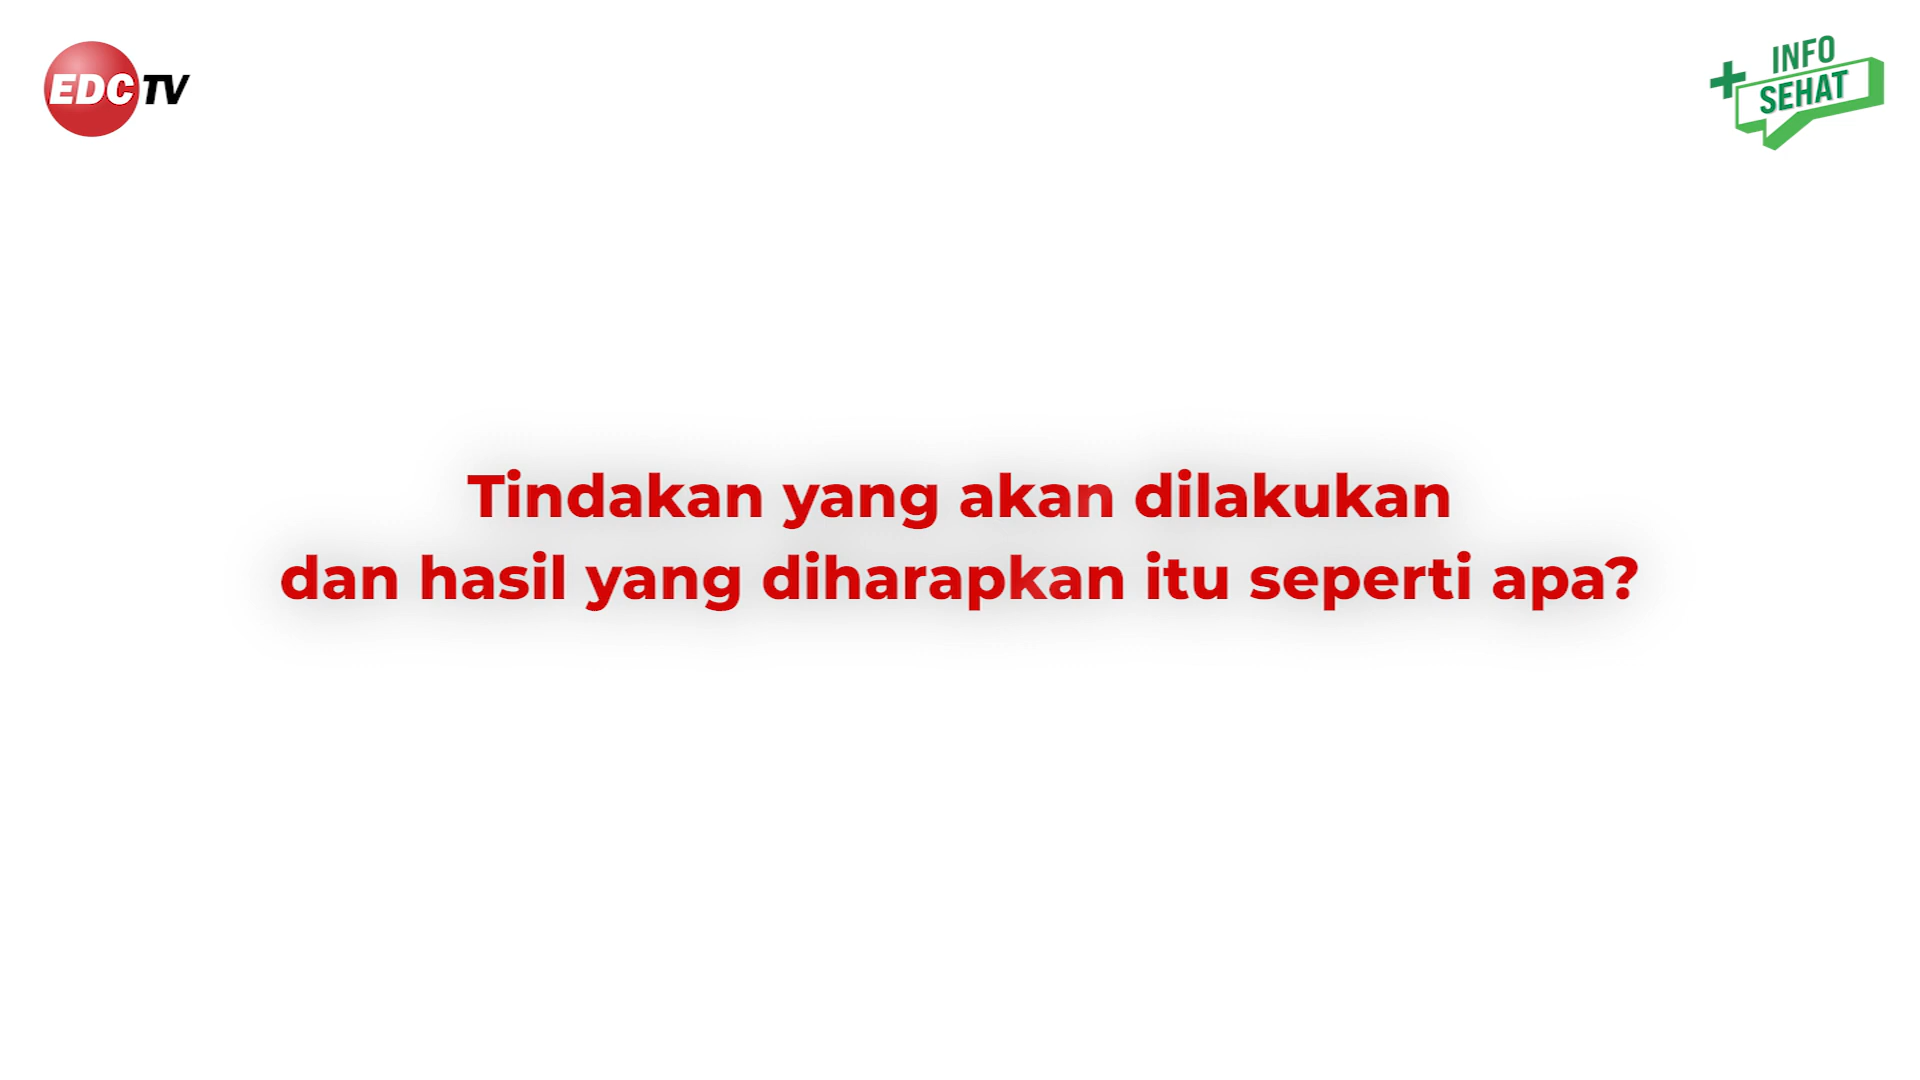 EDC TV
INFO
SEHAT
Tindakan yang akan dilakukan
dan hasil yang diharapkan itu seperti apa?